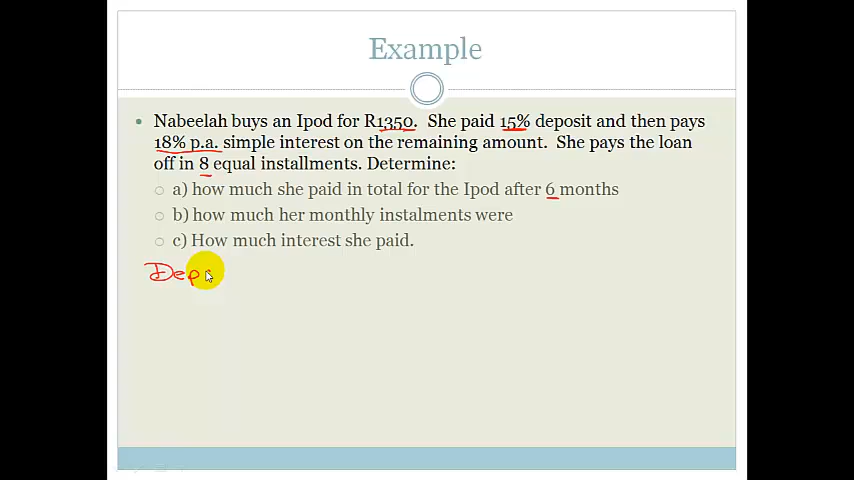 Example
• Nabeelah buys an Ipod for R1350. She paid 15% deposit and then pays
18% p.a. simple interest on the remaining amount. She pays the loan
off in 8 equal installments. Determine:
○ a) how much she paid in total for the Ipod after 6 months
○ b) how much her monthly instalments were
○ c) How much interest she paid.
Depo